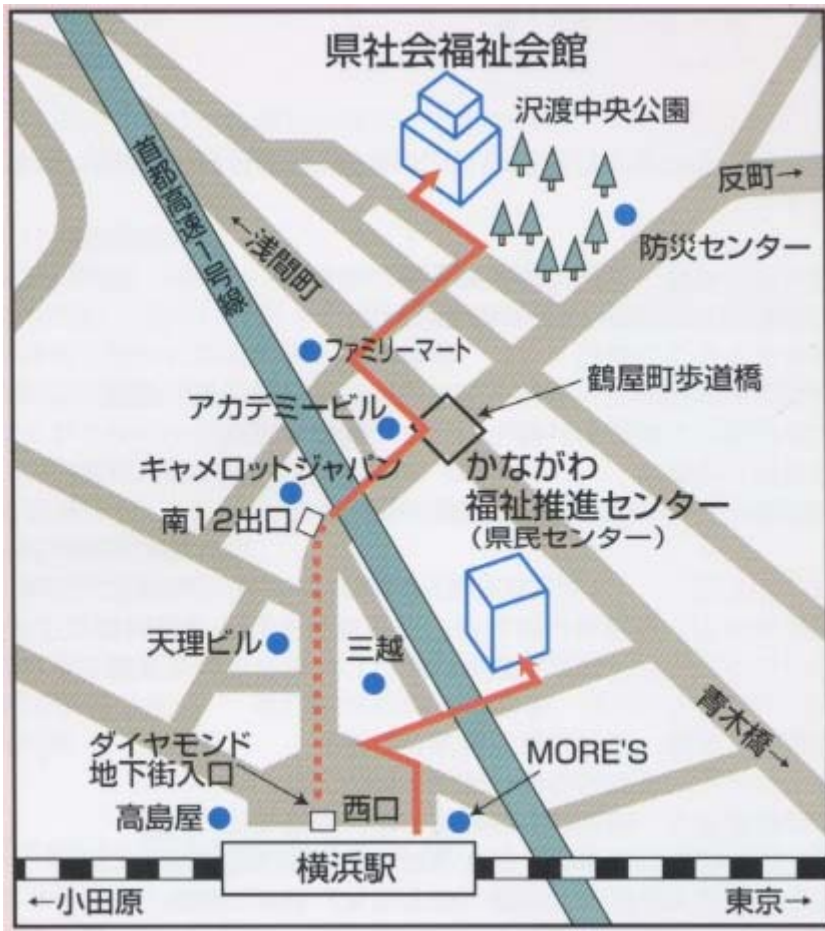 県社会福祉会館
沢渡中央公園
反町→
防災センター
首都高速1号線
←浅間町
ファミリーマート
鶴屋町歩道橋
アカデミービル
キャメロットジャパン
南12出口
かながわ
福祉推進センター
(県民センター)
天理ビル
三越
青木橋→
ダイヤモンド
地下街入口
MORE'S
高島屋
西口
横浜駅
←小田原
東京→